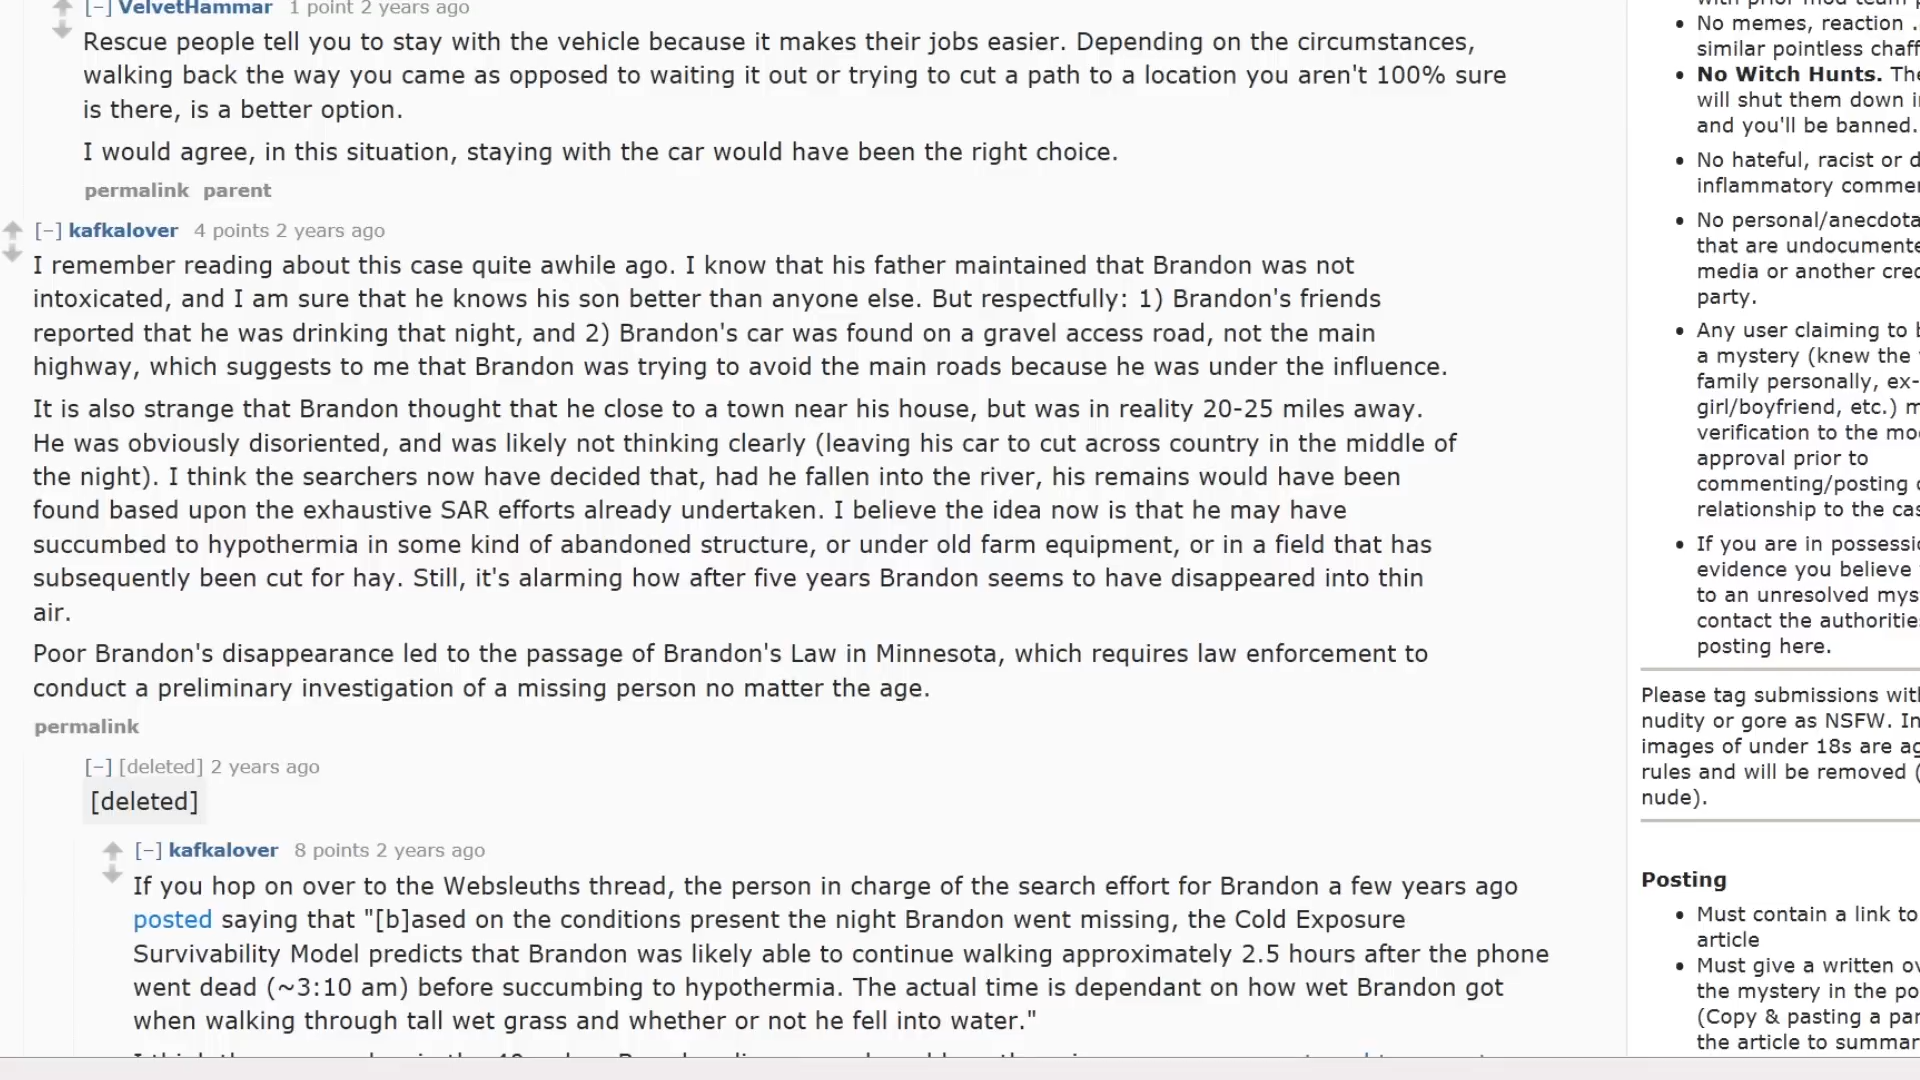 [–] VelvetHammar 1 point 2 years ago
Rescue people tell you to stay with the vehicle because it makes their jobs easier. Depending on the circumstances,
walking back the way you came as opposed to waiting it out or trying to cut a path to a location you aren't 100% sure
is there, is a better option.
I would agree, in this situation, staying with the car would have been the right choice.
permalink parent
[–] kafkalover 4 points 2 years ago
I remember reading about this case quite awhile ago. I know that his father maintained that Brandon was not
intoxicated, and I am sure that he knows his son better than anyone else. But respectfully: 1) Brandon's friends
reported that he was drinking that night, and 2) Brandon's car was found on a gravel access road, not the main
highway, which suggests to me that Brandon was trying to avoid the main roads because he was under the influence.
It is also strange that Brandon thought that he close to a town near his house, but was in reality 20-25 miles away.
He was obviously disoriented, and was likely not thinking clearly (leaving his car to cut across country in the middle of
the night). I think the searchers now have decided that, had he fallen into the river, his remains would have been
found based upon the exhaustive SAR efforts already undertaken. I believe the idea now is that he may have
succumbed to hypothermia in some kind of abandoned structure, or under old farm equipment, or in a field that has
subsequently been cut for hay. Still, it's alarming how after five years Brandon seems to have disappeared into thin
air.
Poor Brandon's disappearance led to the passage of Brandon's Law in Minnesota, which requires law enforcement to
conduct a preliminary investigation of a missing person no matter the age.
permalink
[–] [deleted] 2 years ago
[deleted]
[–] kafkalover 8 points 2 years ago
If you hop on over to the Websleuths thread, the person in charge of the search effort for Brandon a few years ago
posted saying that "[b]ased on the conditions present the night Brandon went missing, the Cold Exposure
Survivability Model predicts that Brandon was likely able to continue walking approximately 2.5 hours after the phone
went dead (~3:10 am) before succumbing to hypothermia. The actual time is dependant on how wet Brandon got
when walking through tall wet grass and whether or not he fell into water."
No memes, reaction .
similar pointless chaff
No Witch Hunts. The
will shut them down i
and you'll be banned.
No hateful, racist or d
inflammatory comme
No personal/anecdota
that are undocumente
media or another cred
party.
Any user claiming to b
a mystery (knew the
family personally, ex-
girl/boyfriend, etc.) m
verification to the mo
approval prior to
commenting/posting
relationship to the cas
If you are in possessi
evidence you believe
to an unresolved mys
contact the authoritie
posting here.
Please tag submissions wit
nudity or gore as NSFW. In
images of under 18s are ag
rules and will be removed (
nude).
Posting
Must contain a link to
article
Must give a written ov
the mystery in the po
(Copy & pasting a par
the article to summar